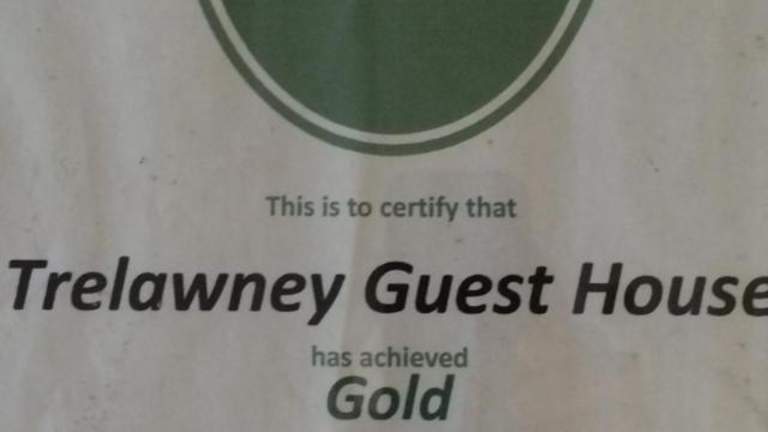 This is to certify that
Trelawney Guest House
has achieved
Gold